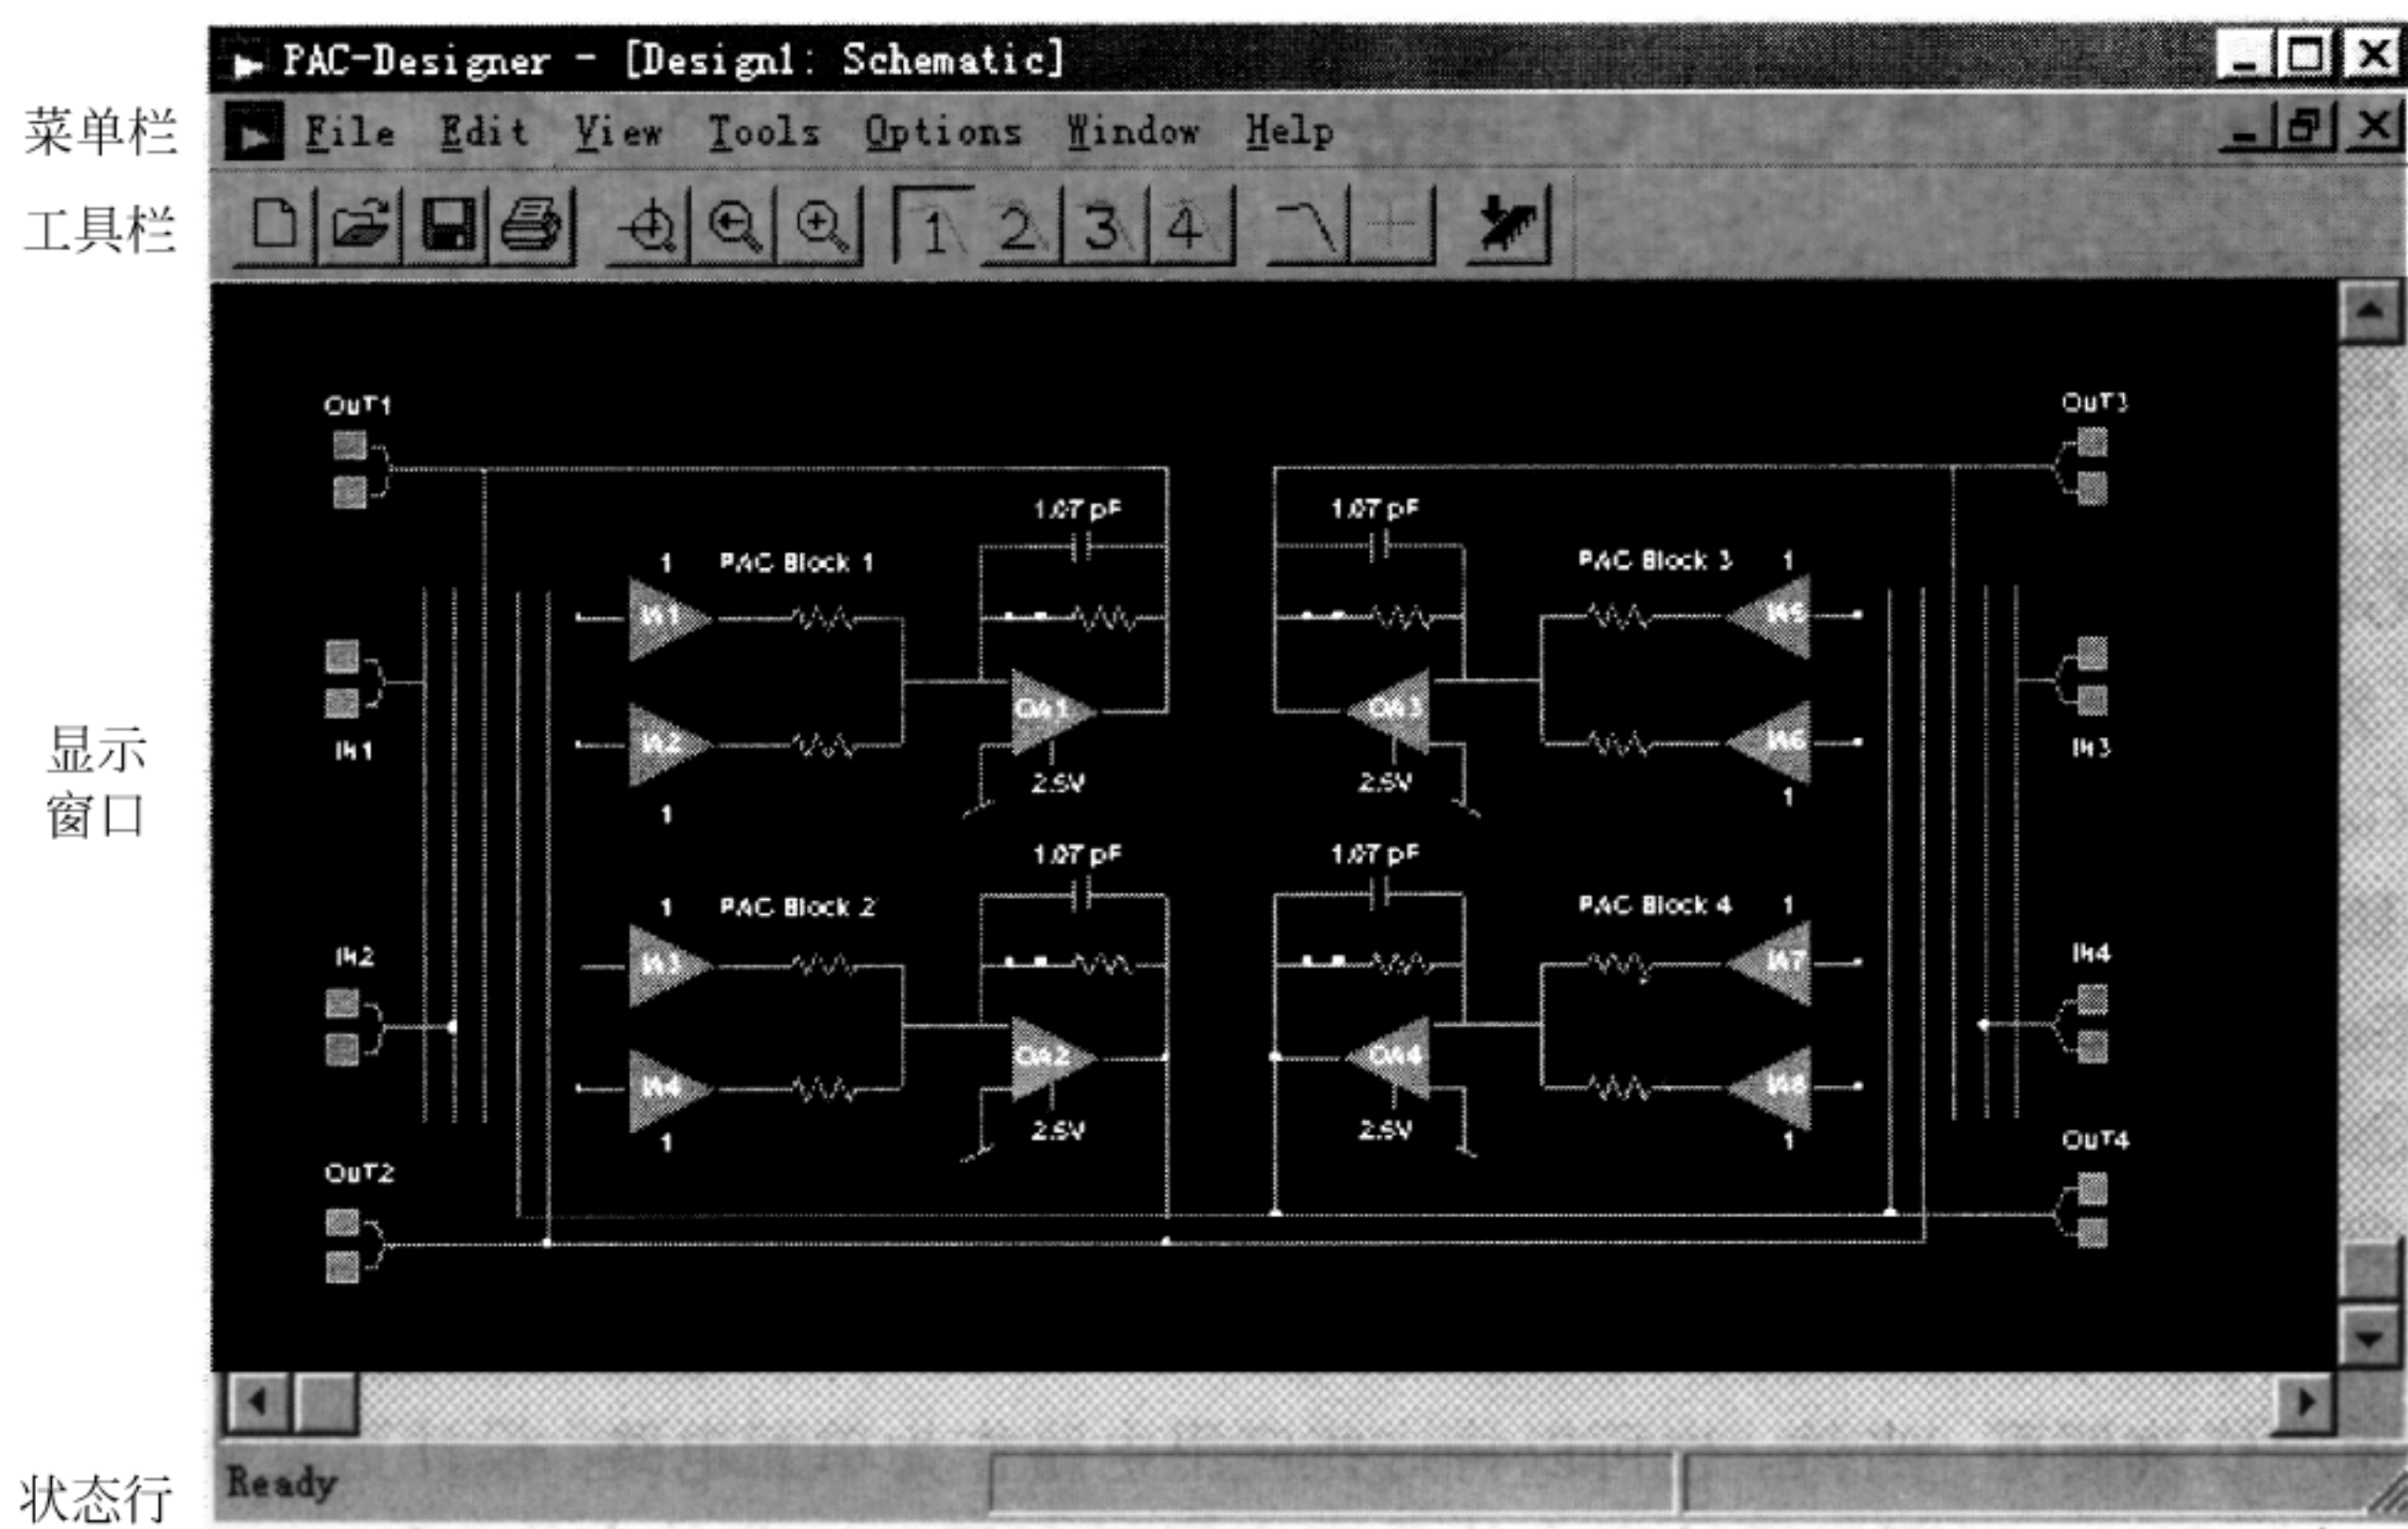 PAC-Designer - [Design1: Schematic]
菜单栏
File Edit View Tools Options Window Help
工具栏
1 2 3 4
OUT1
OUT3
1.07 pF
1.07 pF
1
PAC Block 1
PAC Block 3
1
IA1
IA5
OA1
OA3
IA2
IA6
IN1
IN3
显示
窗口
2.5V
2.5V
1
1
1.07 pF
1.07 pF
1
PAC Block 2
PAC Block 4
1
IN2
IN4
IA3
IA7
OA2
OA4
IA4
IA8
2.5V
2.5V
1
1
OUT2
OUT4
状态行
Ready